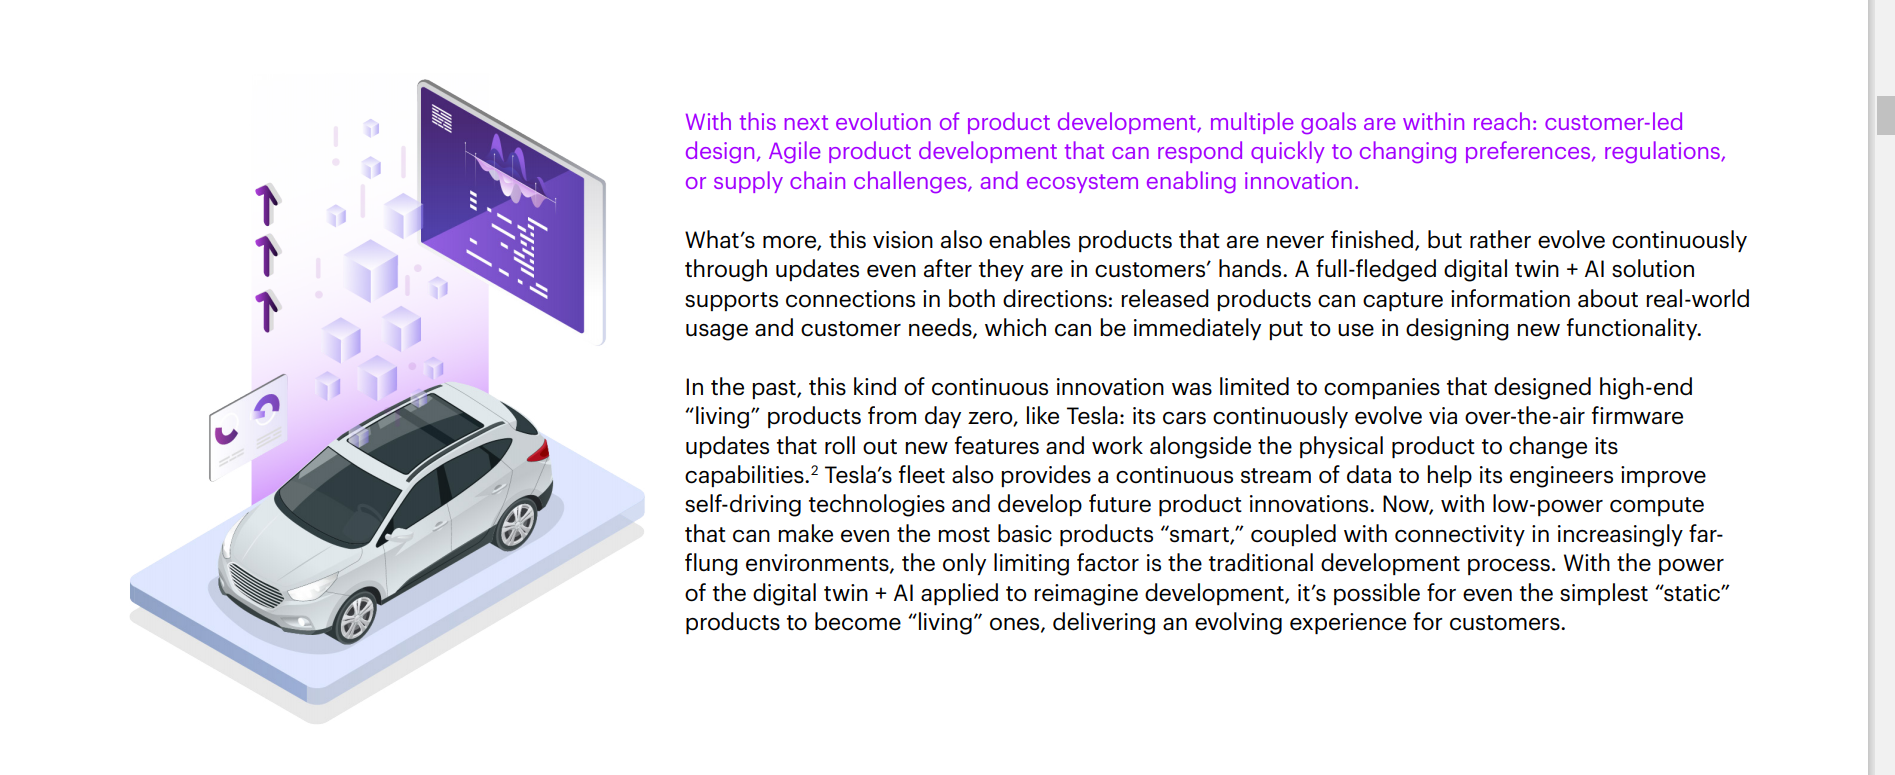 With this next evolution of product development, multiple goals are within reach: customer-led
design, Agile product development that can respond quickly to changing preferences, regulations,
or supply chain challenges, and ecosystem enabling innovation.
What’s more, this vision also enables products that are never finished, but rather evolve continuously
through updates even after they are in customers’ hands. A full-fledged digital twin + AI solution
supports connections in both directions: released products can capture information about real-world
usage and customer needs, which can be immediately put to use in designing new functionality.
In the past, this kind of continuous innovation was limited to companies that designed high-end
“living” products from day zero, like Tesla: its cars continuously evolve via over-the-air firmware
updates that roll out new features and work alongside the physical product to change its
capabilities.² Tesla’s fleet also provides a continuous stream of data to help its engineers improve
self-driving technologies and develop future product innovations. Now, with low-power compute
that can make even the most basic products “smart,” coupled with connectivity in increasingly far-
flung environments, the only limiting factor is the traditional development process. With the power
of the digital twin + AI applied to reimagine development, it’s possible for even the simplest “static”
products to become “living” ones, delivering an evolving experience for customers.